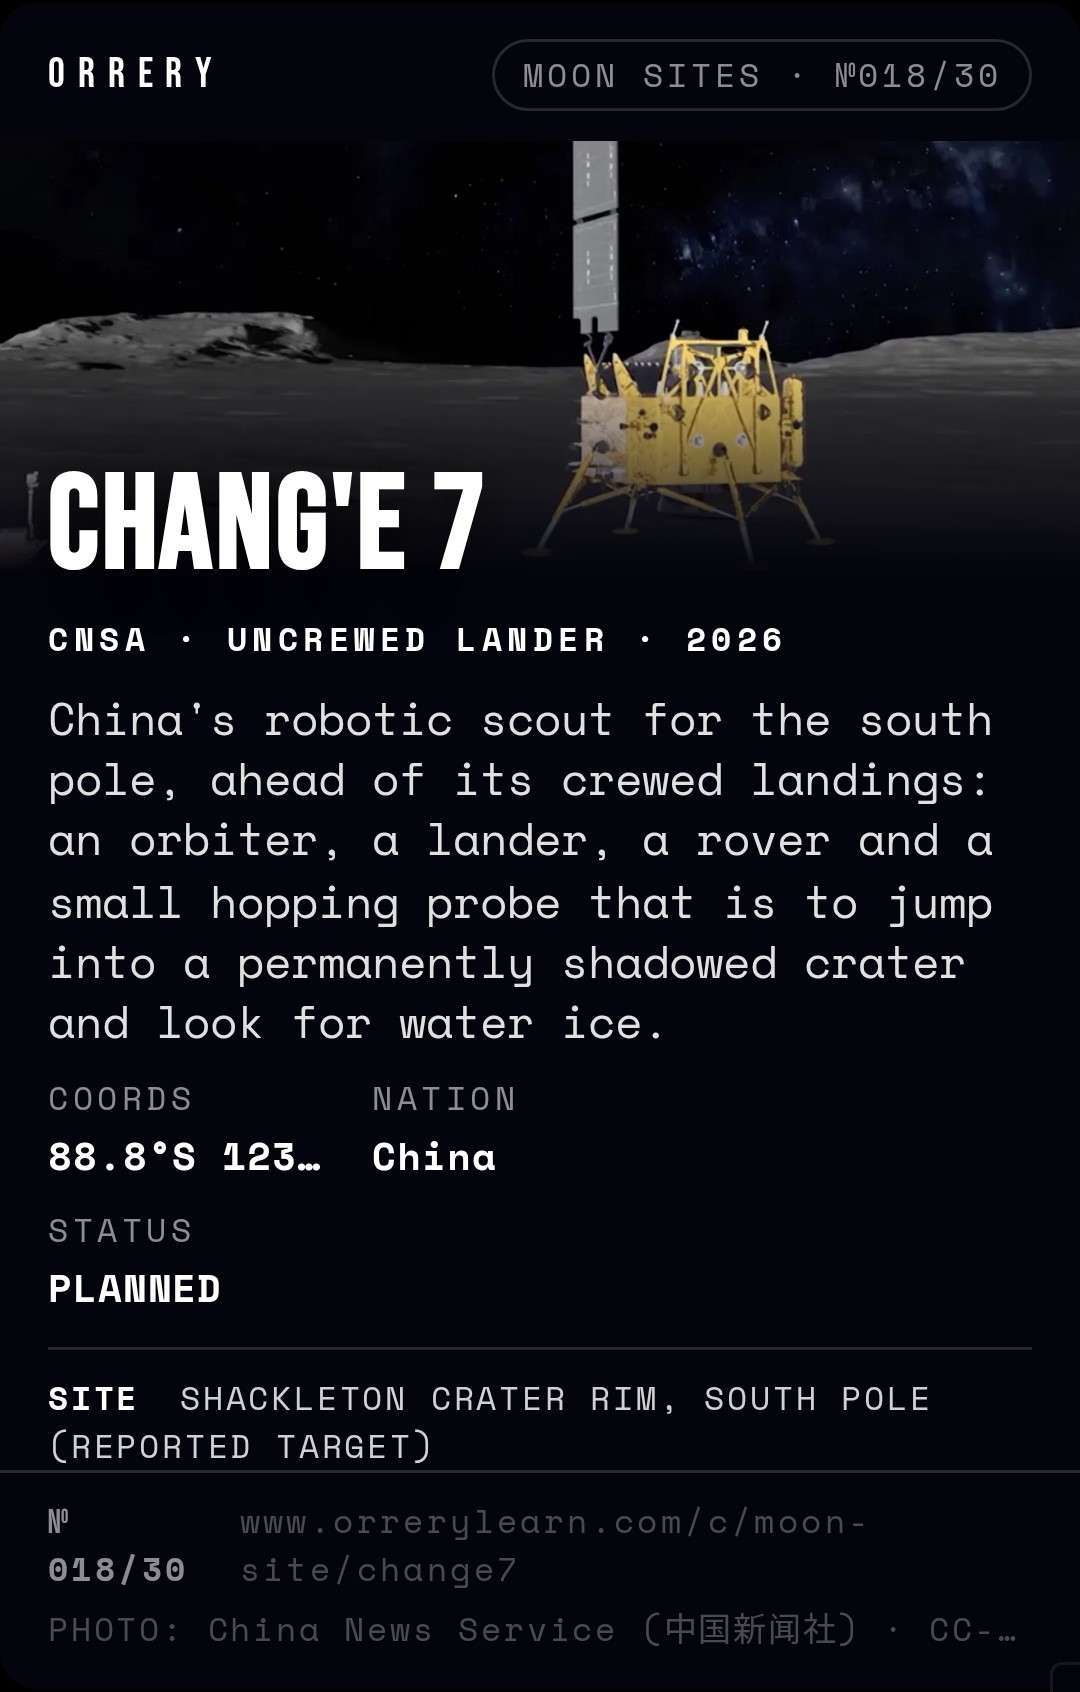 ORRERY
MOON SITES · №018/30
CHANG'E 7
CNSA · UNCREWED LANDER · 2026
China's robotic scout for the south
pole, ahead of its crewed landings:
an orbiter, a lander, a rover and a
small hopping probe that is to jump
into a permanently shadowed crater
and look for water ice.
COORDS
88.8°S 123…
NATION
China
STATUS
PLANNED
SITE SHACKLETON CRATER RIM, SOUTH POLE
(REPORTED TARGET)
№
018/30
www.orrerylearn.com/c/moon-
site/change7
PHOTO: China News Service (中国新闻社) · CC-…